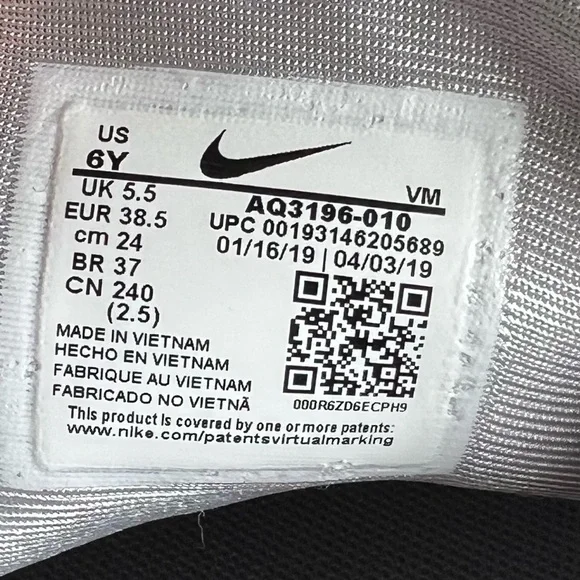 US
6Y
VM
UK 5.5
EUR 38.5
cm 24
BR 37
CN 240
(2.5)
AQ3196-010
UPC 00193146205689
01/16/19 | 04/03/19
000R6ZD6ECPH9
MADE IN VIETNAM
HECHO EN VIETNAM
FABRIQUE AU VIETNAM
FABRICADO NO VIETNÃ
This product is covered by one or more patents:
www.nike.com/patentsvirtualmarking